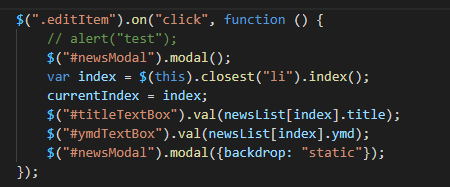 $(".editItem").on("click", function () {
// alert("test");
$("#newsModal").modal();
var index = $(this).closest("li").index();
currentIndex = index;
$("#titleTextBox").val(newsList[index].title);
$("#ymdTextBox").val(newsList[index].ymd);
$("#newsModal").modal({backdrop: "static"});
});